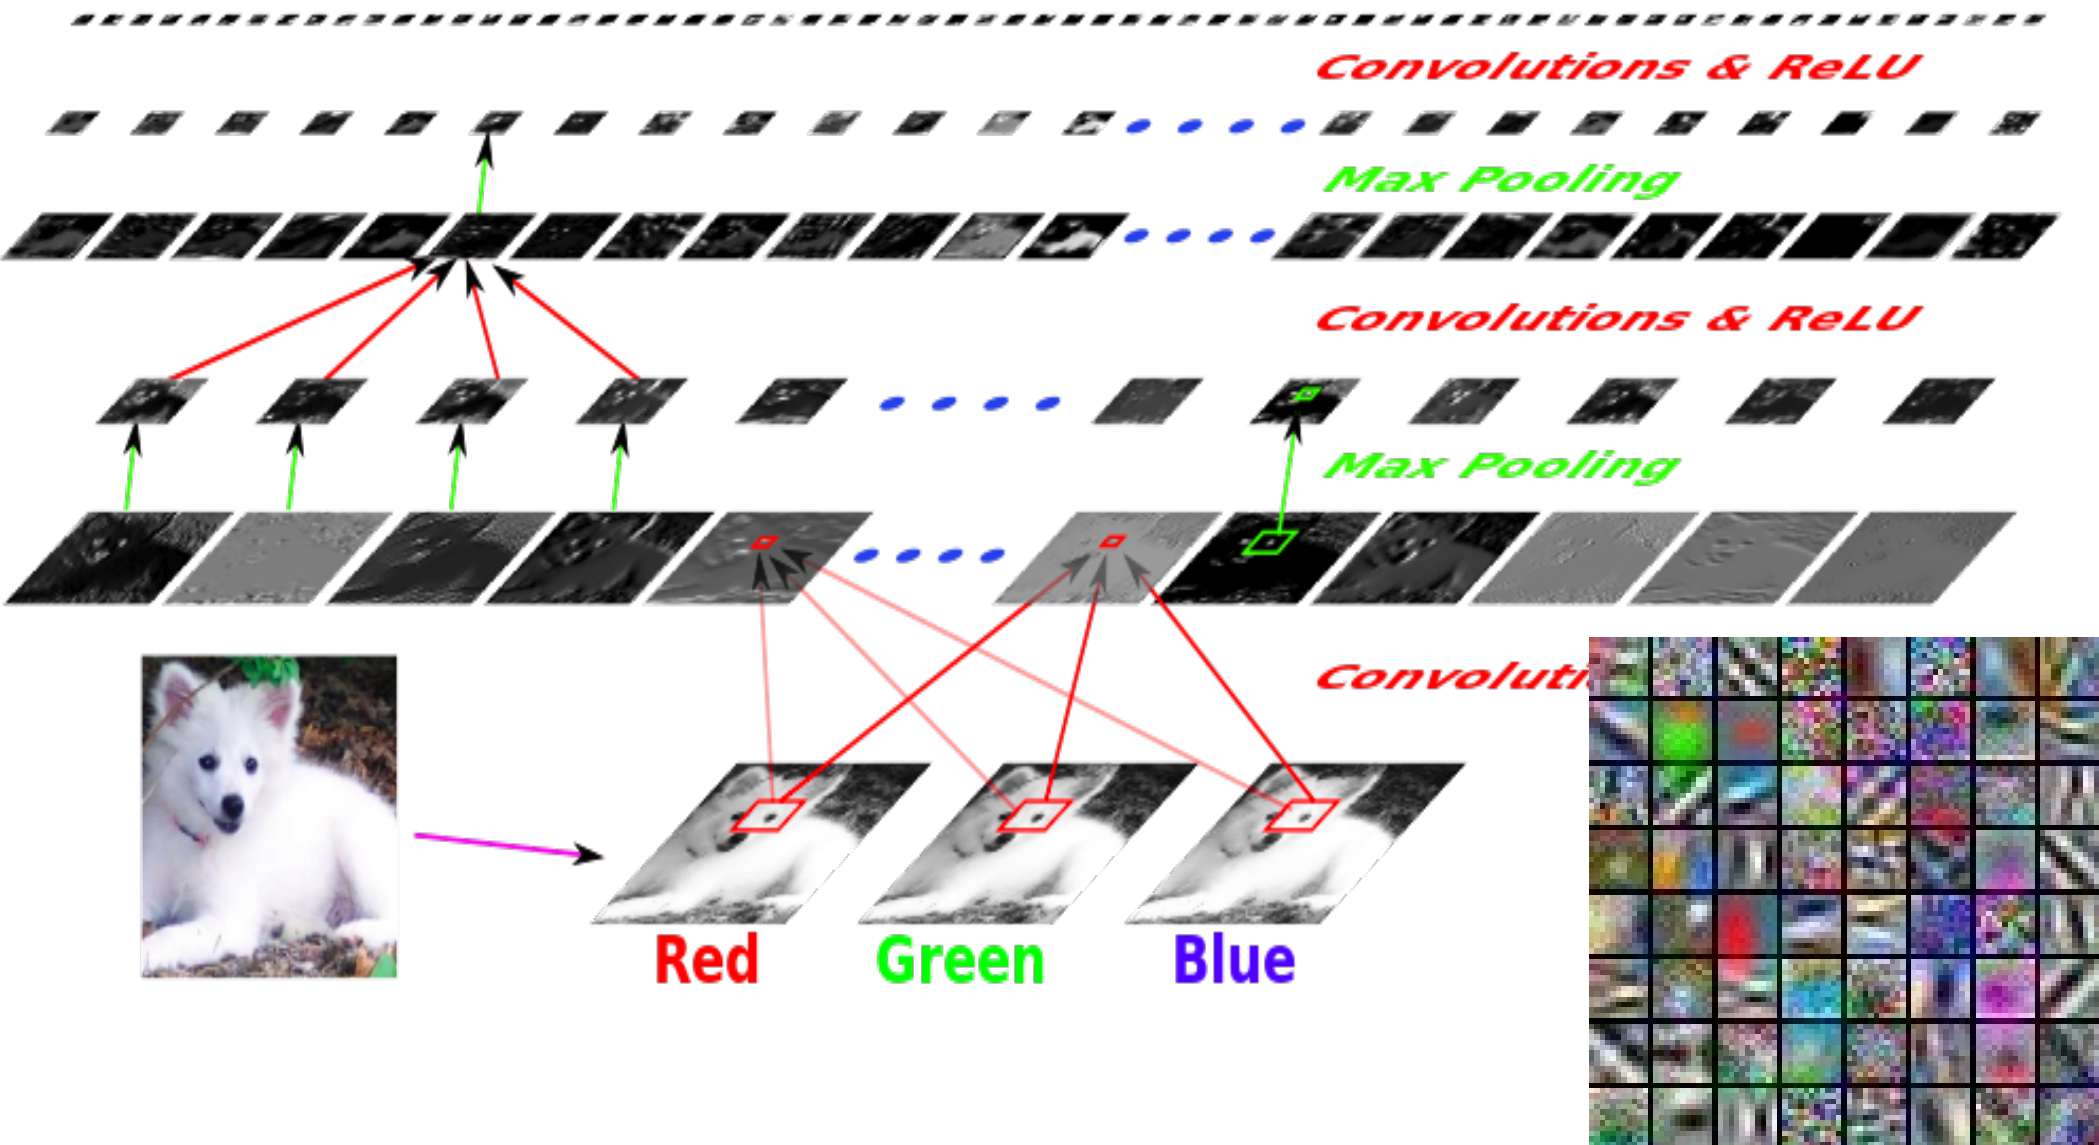 Convolutions & ReLU
Max Pooling
Convolutions & ReLU
Max Pooling
Red Green Blue